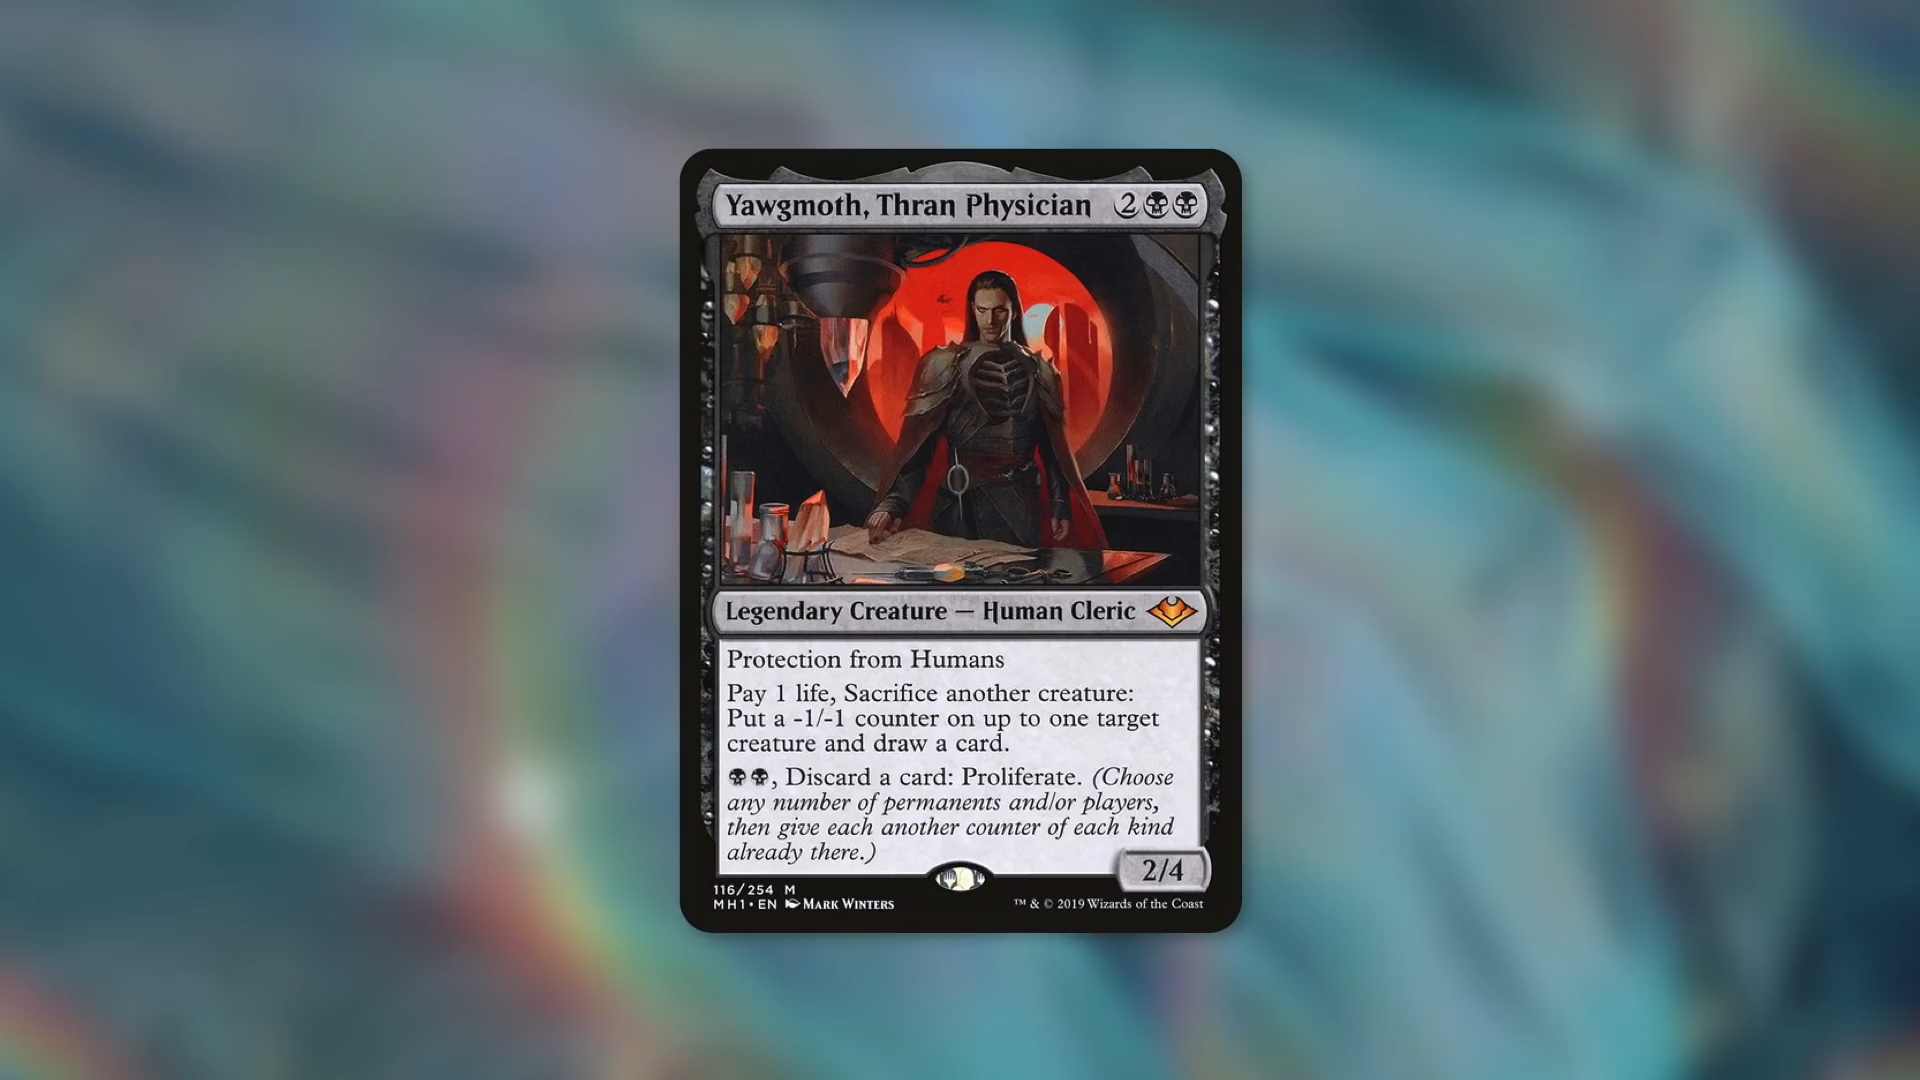 Yawgmoth, Thran Physician 2
Legendary Creature — Human Cleric
Protection from Humans
Pay 1 life, Sacrifice another creature:
Put a -1/-1 counter on up to one target
creature and draw a card.
, Discard a card: Proliferate. (Choose
any number of permanents and/or players,
then give each another counter of each kind
already there.)
2/4
116/254 M
MH1 • EN MARK WINTERS
™ & © 2019 Wizards of the Coast